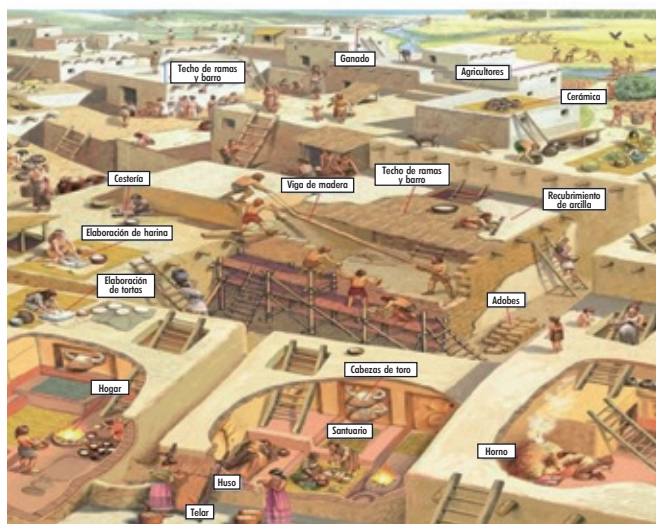 Ganado
Techo de ramas
y barro
Agricultores
Cerámica
Cestería
Viga de madera
Techo de ramas
y barro
Recubrimiento
de arcilla
Elaboración de harina
Elaboración
de tortas
Adobes
Cabezas de toro
Hogar
Santuario
Horno
Huso
Telar